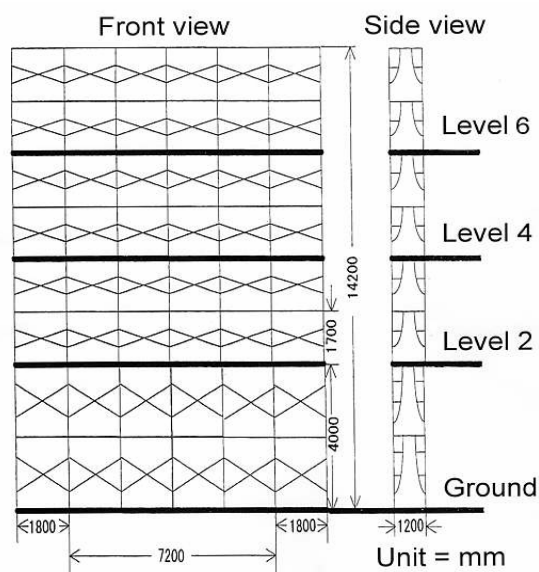 Front view
Side view
Level 6
Level 4
14200
1700
Level 2
4000
Ground
1800
1800
1200
7200
Unit = mm